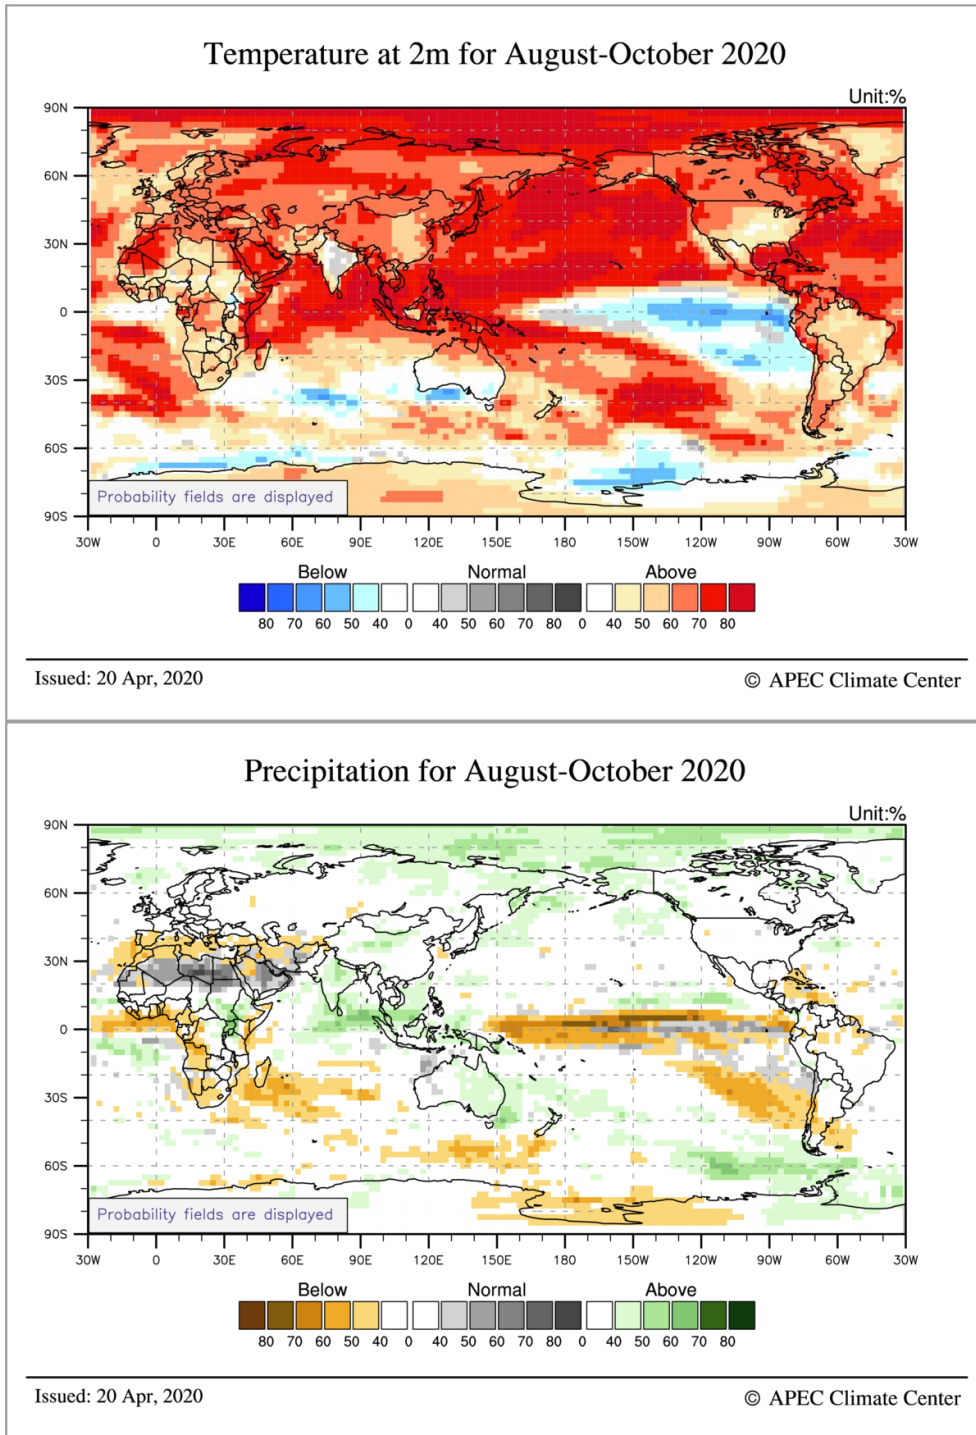 Temperature at 2m for August-October 2020
Unit:%
90N
60N
30N
0
30S
60S
90S
Probability fields are displayed
30W 0 30E 60E 90E 120E 150E 180 150W 120W 90W 60W 30W
Below Normal Above
80 70 60 50 40 0 40 50 60 70 80 0 40 50 60 70 80
Issued: 20 Apr, 2020
© APEC Climate Center
Precipitation for August-October 2020
Unit:%
90N
60N
30N
0
30S
60S
90S
Probability fields are displayed
30W 0 30E 60E 90E 120E 150E 180 150W 120W 90W 60W 30W
Below Normal Above
80 70 60 50 40 0 40 50 60 70 80 0 40 50 60 70 80
Issued: 20 Apr, 2020
© APEC Climate Center